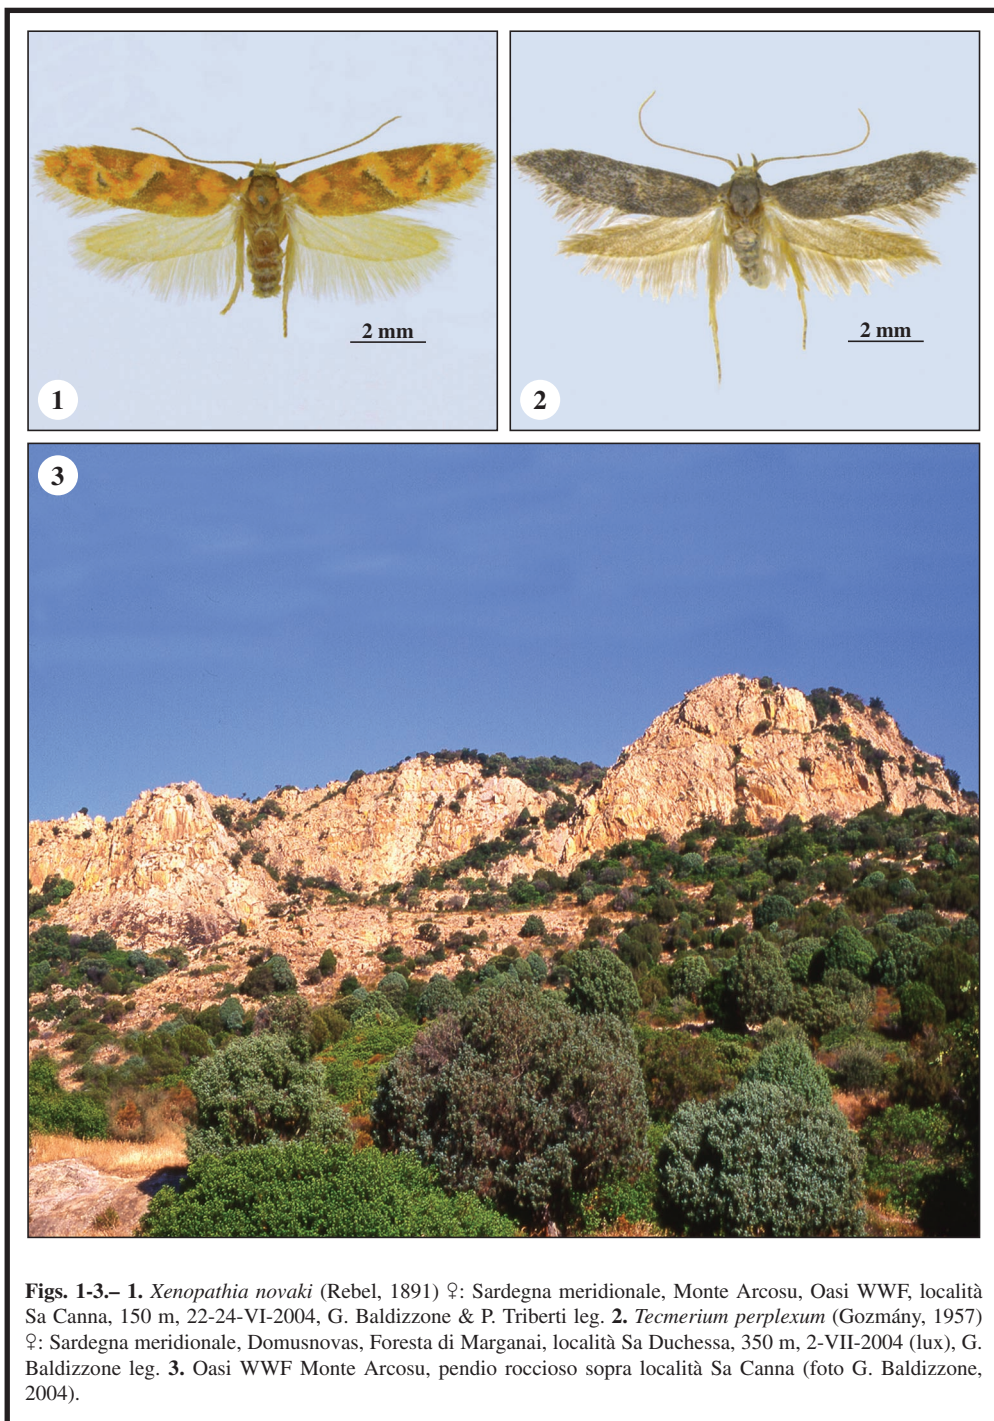 2 mm
1
2 mm
2
3
Figs. 1-3.– 1. Xenopathia novaki (Rebel, 1891) ♀: Sardegna meridionale, Monte Arcosu, Oasi WWF, località
Sa Canna, 150 m, 22-24-VI-2004, G. Baldizzone & P. Triberti leg. 2. Tecmerium perplexum (Gozmány, 1957)
♀: Sardegna meridionale, Domusnovas, Foresta di Marganai, località Sa Duchessa, 350 m, 2-VII-2004 (lux), G.
Baldizzone leg. 3. Oasi WWF Monte Arcosu, pendio roccioso sopra località Sa Canna (foto G. Baldizzone,
2004).